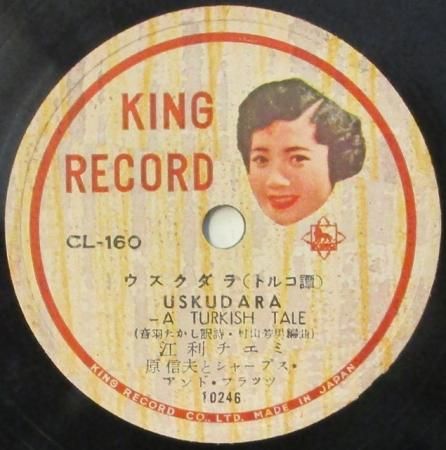 KING
RECORD
CL-160
ウスクダラ(トルコ譚)
USKUDARA
-A TURKISH TALE
(音羽たかし訳詩・村山芳男編曲)
江利チエミ
原信夫とシャープス・
アンド・フラッツ
10246
KING RECORD CO., LTD. MADE IN JAPAN